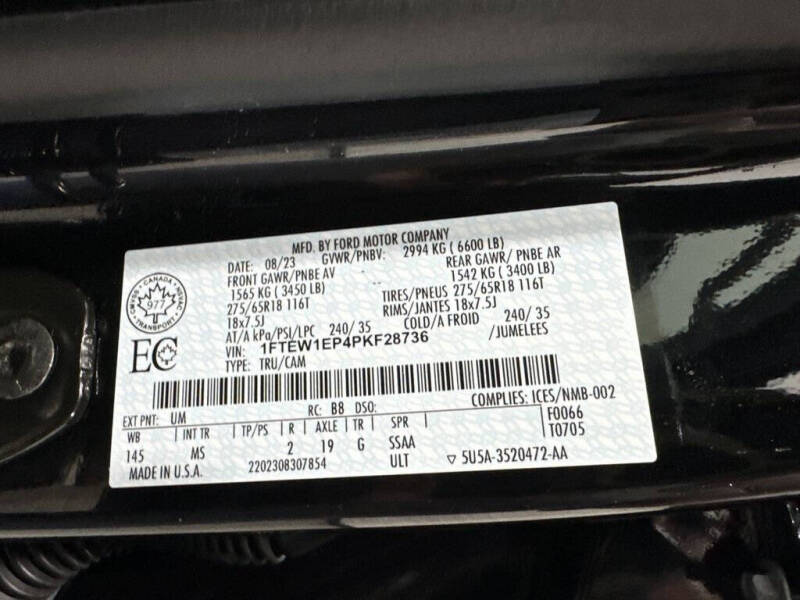 MFD. BY FORD MOTOR COMPANY
DATE: 08/23 GVWR/PNBV: 2994 KG ( 6600 LB)
FRONT GAWR/PNBE AV REAR GAWR/ PNBE AR
1565 KG ( 3450 LB) 1542 KG ( 3400 LB)
275/65R18 116T TIRES/PNEUS 275/65R18 116T
18x7.5J RIMS/JANTES 18x7.5J
AT/A kPa/PSI/LPC 240/ 35 COLD/A FROID 240/ 35
VIN: 1FTEW1EP4PKF28736 /JUMELEES
TYPE: TRU/CAM
CANADA
977
TRANSPORT
EC
COMPLIES: ICES/NMB-002
EXT PNT: UM RC: B8 DSO: F0066
WB INT TR TP/PS R AXLE TR SPR T0705
145 MS 2 19 G SSAA
MADE IN U.S.A. 2202308307854 ULT ▽ 5U5A-3520472-AA